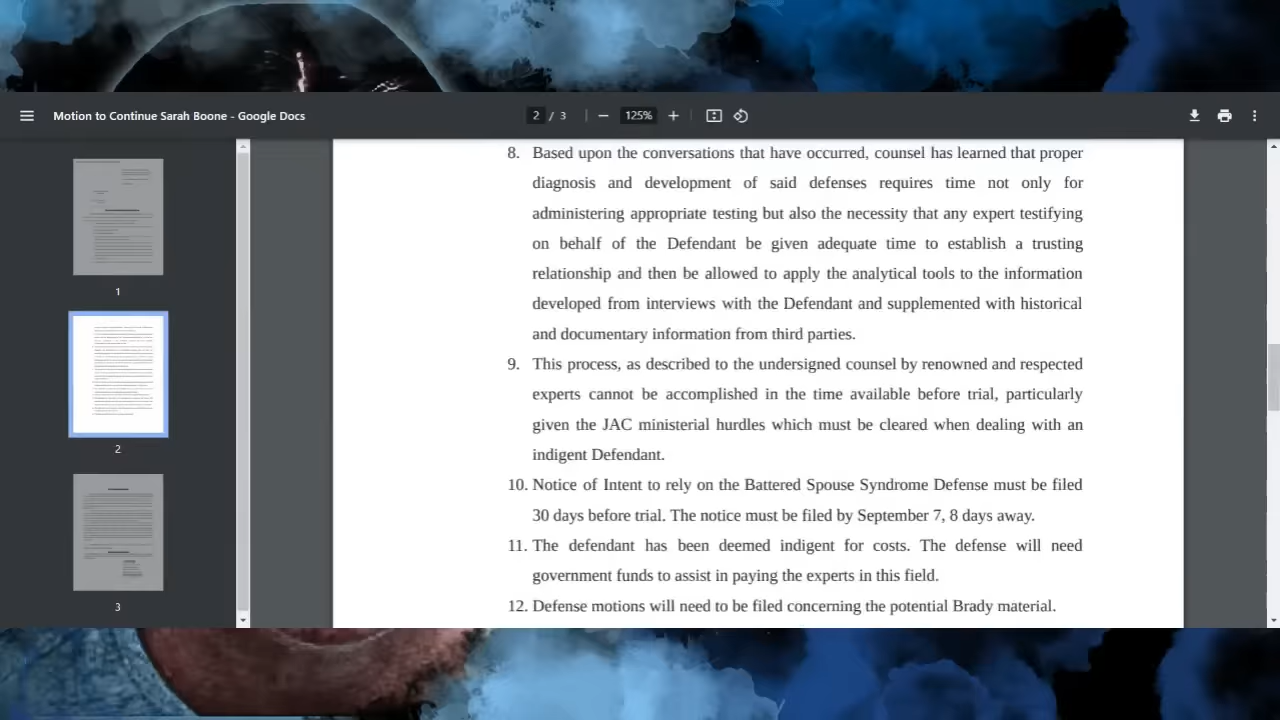 Motion to Continue Sarah Boone - Google Docs
2 / 3
125%
8. Based upon the conversations that have occurred, counsel has learned that proper
diagnosis and development of said defenses requires time not only for
administering appropriate testing but also the necessity that any expert testifying
on behalf of the Defendant be given adequate time to establish a trusting
relationship and then be allowed to apply the analytical tools to the information
developed from interviews with the Defendant and supplemented with historical
and documentary information from third parties.
9. This process, as described to the undersigned counsel by renowned and respected
experts cannot be accomplished in the time available before trial, particularly
given the JAC ministerial hurdles which must be cleared when dealing with an
indigent Defendant.
10. Notice of Intent to rely on the Battered Spouse Syndrome Defense must be filed
30 days before trial. The notice must be filed by September 7, 8 days away.
11. The defendant has been deemed indigent for costs. The defense will need
government funds to assist in paying the experts in this field.
12. Defense motions will need to be filed concerning the potential Brady material.
1
2
3